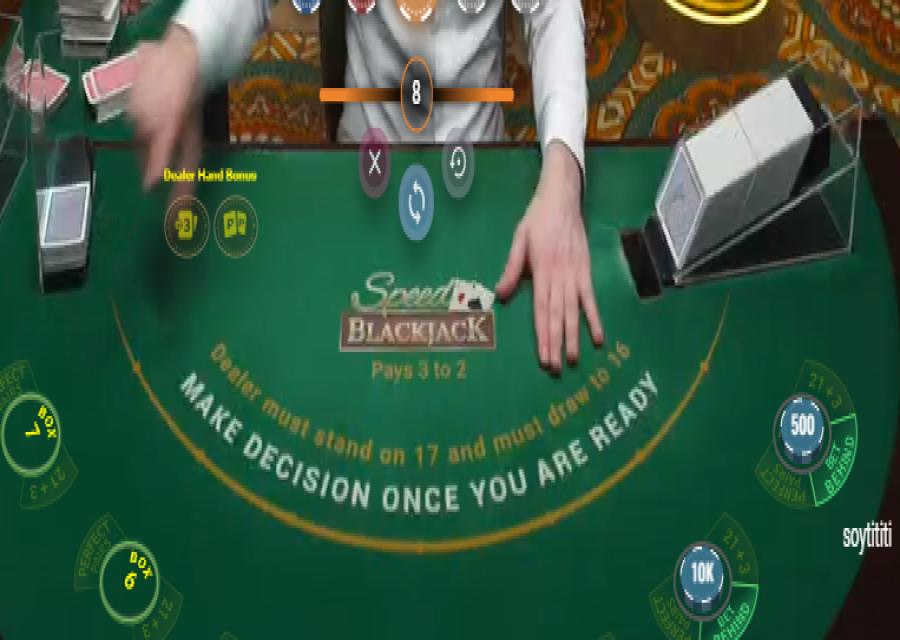 8
X
Dealer Hand Bonus
3
P P
Speed
BLACKJACK
Pays 3 to 2
Dealer must stand on 17 and must draw to 16
MAKE DECISION ONCE YOU ARE READY
PERFECT
PAIRS
BOX
7
21+3
PERFECT
PAIRS
BOX
6
21+3
21+3
500
BET
BEHIND
PERFECT
PAIRS
soytititi
21+3
10K
BET
BEHIND
PERFECT
PAIRS